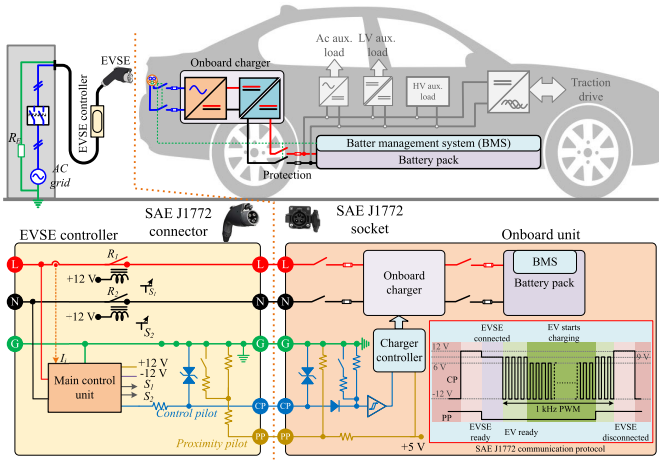 Ac aux.
load
LV aux.
load
EVSE
Onboard charger
HV aux.
load
Traction
drive
EVSE controller
R_E
AC
grid
Batter management system (BMS)
Battery pack
Protection
SAE J1772
connector
SAE J1772
socket
EVSE controller
Onboard unit
L
R_1
L
L
BMS
Battery pack
+12 V
S_1
Onboard
charger
N
R_2
N
N
−12 V
S_2
G
G
G
Charger
controller
I_t
Main control
unit
+12 V
-12 V
S_1
S_2
Control pilot
CP
CP
Proximity pilot
PP
PP
+5 V
EVSE
connected
EV starts
charging
12 V
9 V
6 V
CP
-12 V
1 kHz PWM
PP
EVSE
ready
EV ready
EVSE
disconnected
SAE J1772 communication protocol